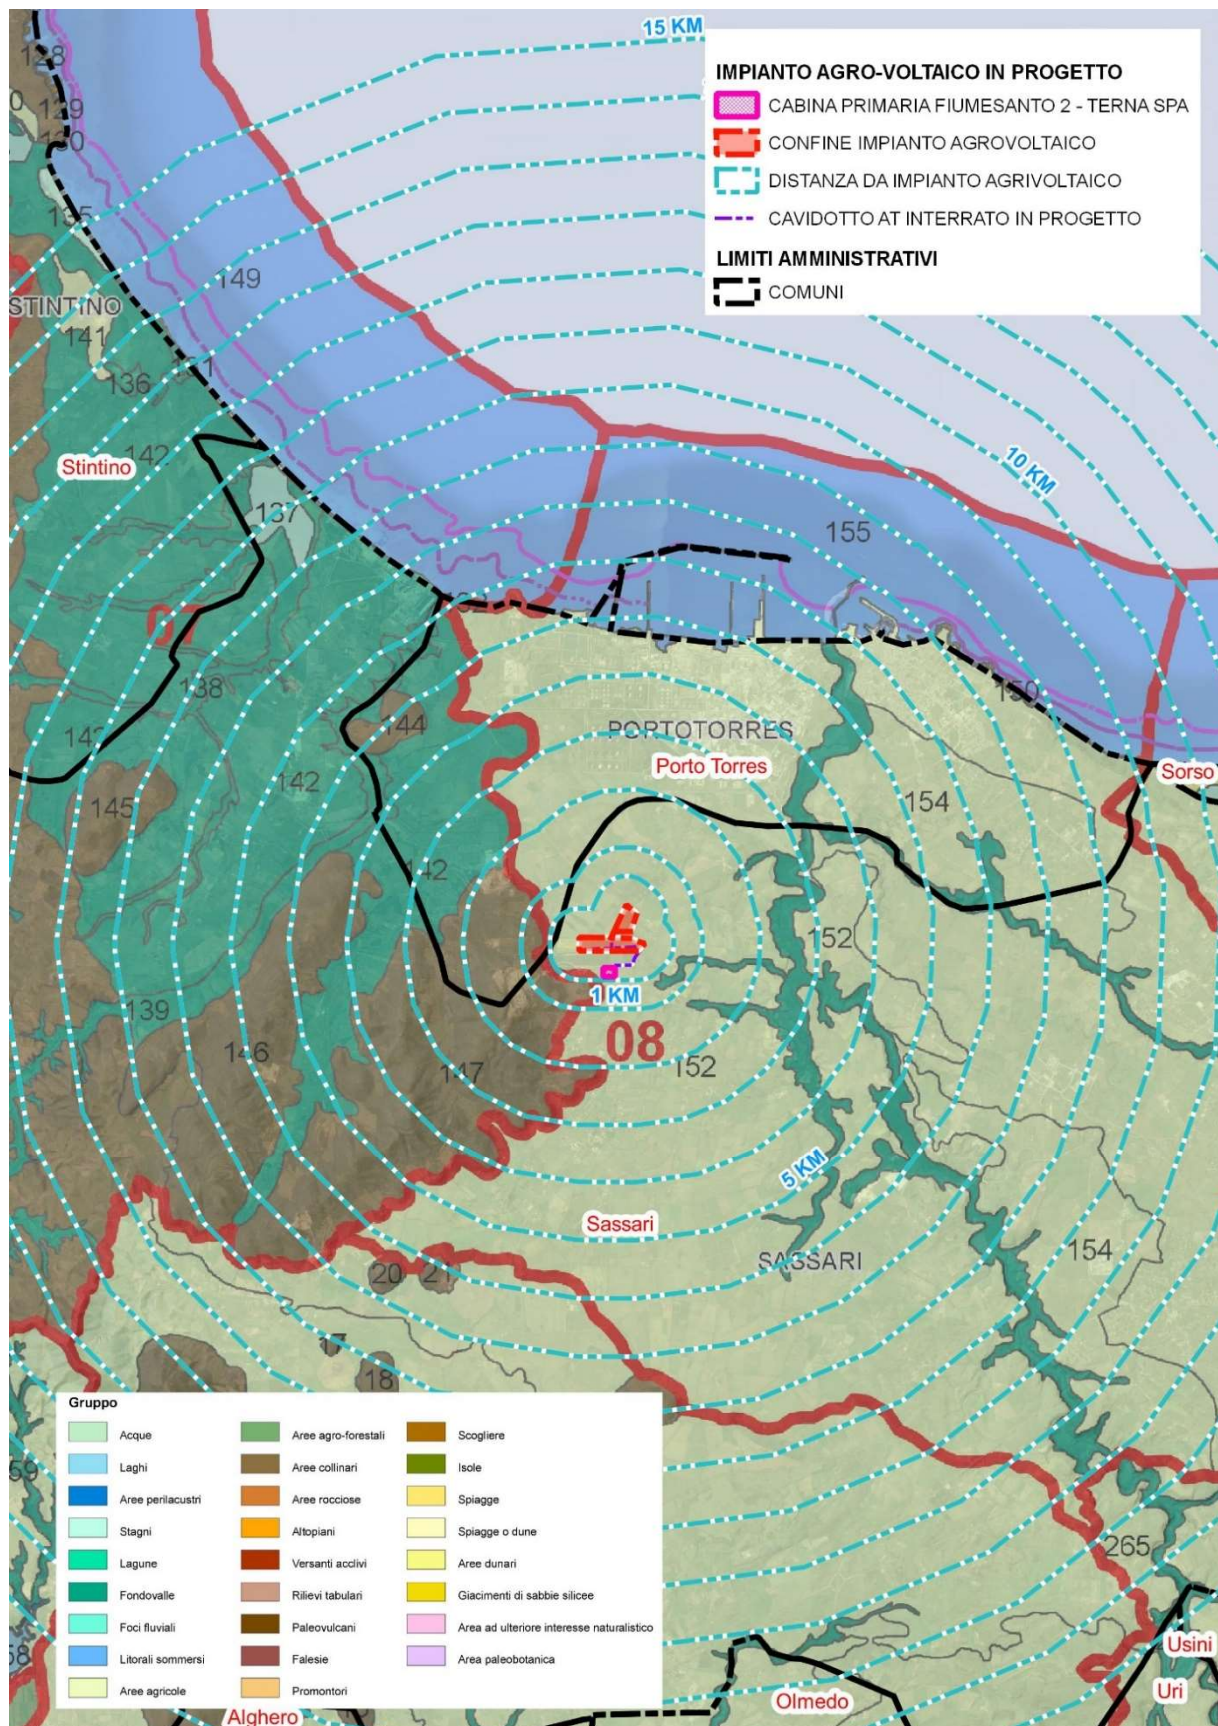 15 KM
IMPIANTO AGRO-VOLTAICO IN PROGETTO
CABINA PRIMARIA FIUMESANTO 2 - TERNA SPA
CONFINE IMPIANTO AGROVOLTAICO
DISTANZA DA IMPIANTO AGRIVOLTAICO
CAVIDOTTO AT INTERRATO IN PROGETTO
LIMITI AMMINISTRATIVI
COMUNI
128
129
130
135
149
STINTINO
141
136
142
Stintino
10 KM
137
155
138
150
144
PORTOTORRES
Porto Torres
Sorso
145
142
154
142
152
1 KM
139
146
147
08
152
5 KM
Sassari
SASSARI
154
20
21
17
18
Gruppo
Acque
Laghi
Aree perilacustri
Stagni
Lagune
Fondovalle
Foci fluviali
Litorali sommersi
Aree agricole
Aree agro-forestali
Aree collinari
Aree rocciose
Altopiani
Versanti acclivi
Rilievi tabulari
Paleovulcani
Falesie
Promontori
Scogliere
Isole
Spiagge
Spiagge o dune
Aree dunari
Giacimenti di sabbie silicee
Area ad ulteriore interesse naturalistico
Area paleobotanica
265
Usini
Uri
Olmedo
Alghero